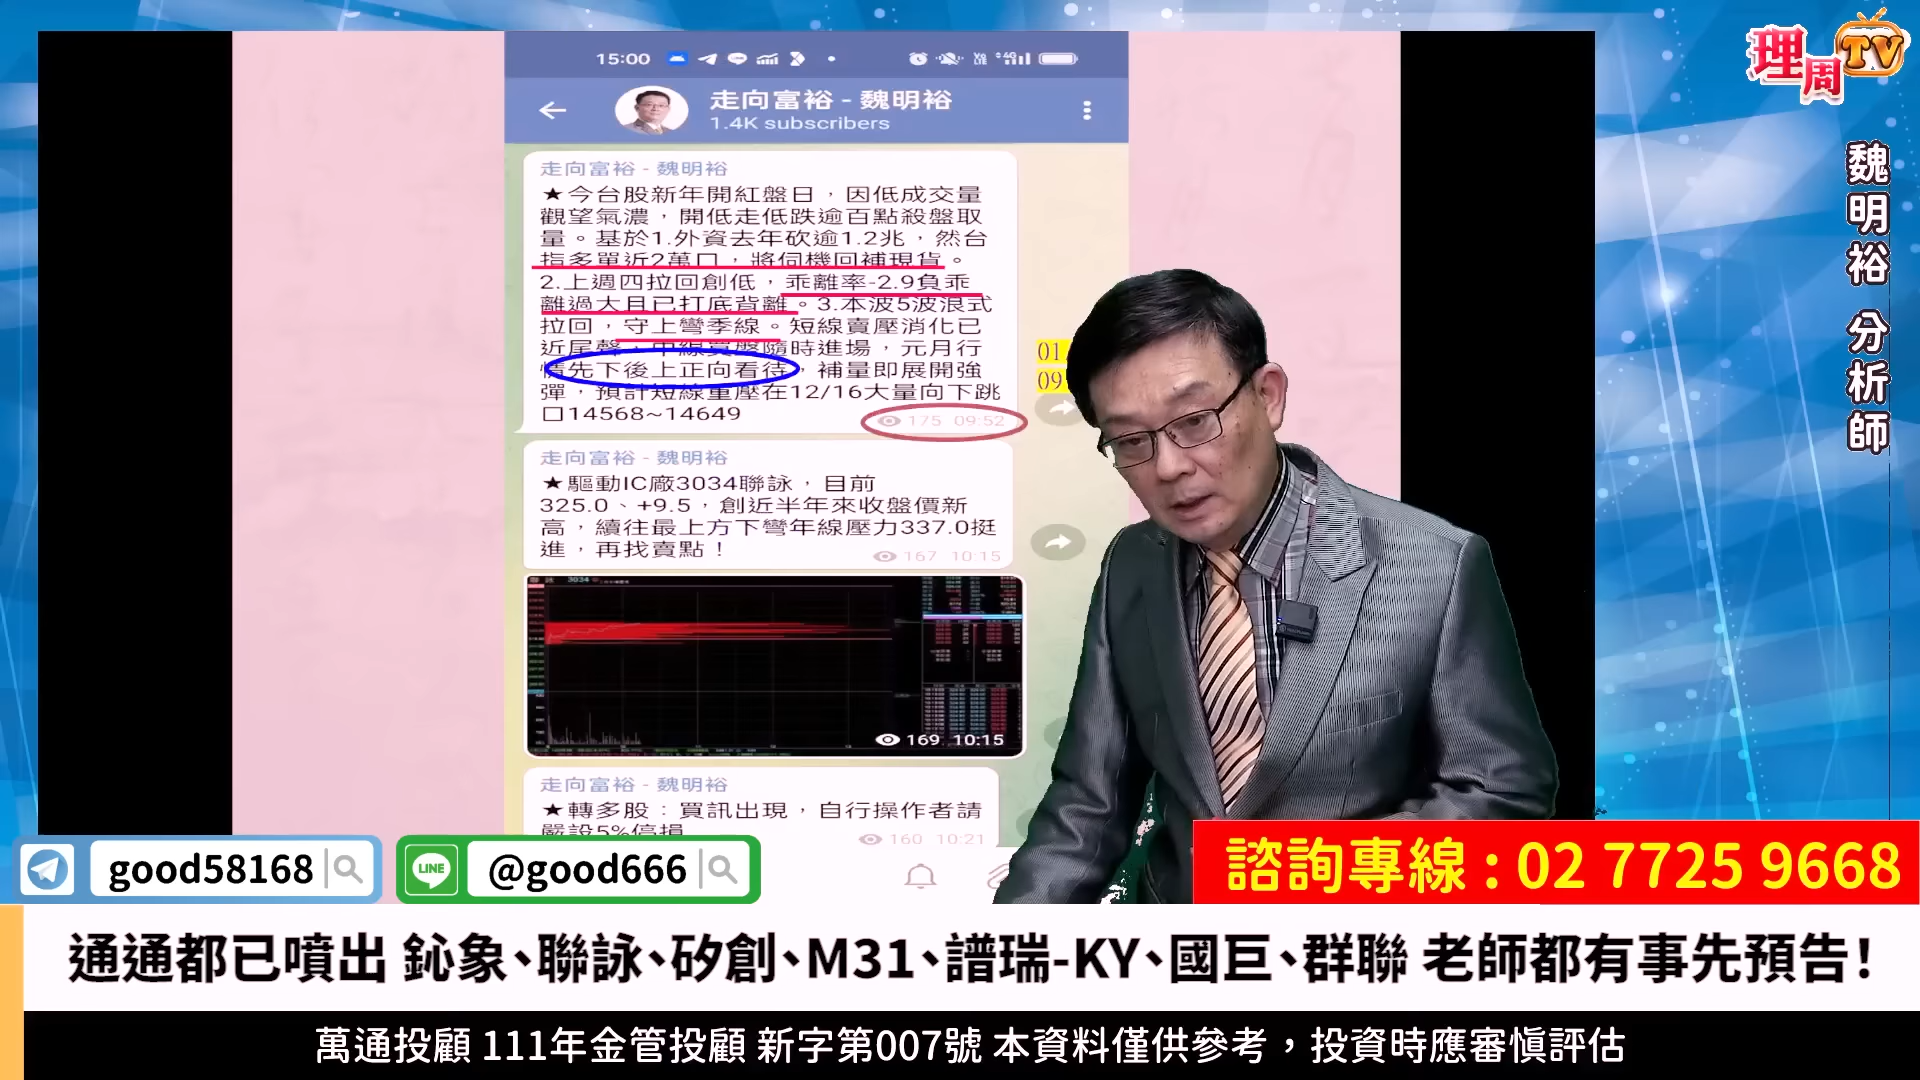 理周TV
魏明裕 分析師
15:00
走向富裕 - 魏明裕
1.4K subscribers
走向富裕 - 魏明裕
★今台股新年開紅盤日，因低成交量
觀望氣濃，開低走低跌逾百點殺盤取
量。基於1.外資去年砍逾1.2兆，然台
指多單近2萬口，將伺機回補現貨。
2.上週四拉回創低，乖離率-2.9負乖
離過大且已打底背離。3.本波5波浪式
拉回，守上彎季線。短線賣壓消化已
近尾聲，中線買盤隨時進場，元月行
情先下後上正向看待，補量即展開強
彈，預計短線重壓在12/16大量向下跳
口14568~14649
175 09:52
01
09
走向富裕 - 魏明裕
★驅動IC廠3034聯詠，目前
325.0、+9.5，創近半年來收盤價新
高，續往最上方下彎年線壓力337.0挺
進，再找賣點！
167 10:15
3034
169 10:15
走向富裕 - 魏明裕
★轉多股：買訊出現，自行操作者請
嚴設5%停損
160 10:21
good58168
LINE
@good666
諮詢專線 : 02 7725 9668
通通都已噴出 鈊象、聯詠、矽創、M31、譜瑞-KY、國巨、群聯 老師都有事先預告！
萬通投顧 111年金管投顧 新字第007號 本資料僅供參考，投資時應審慎評估